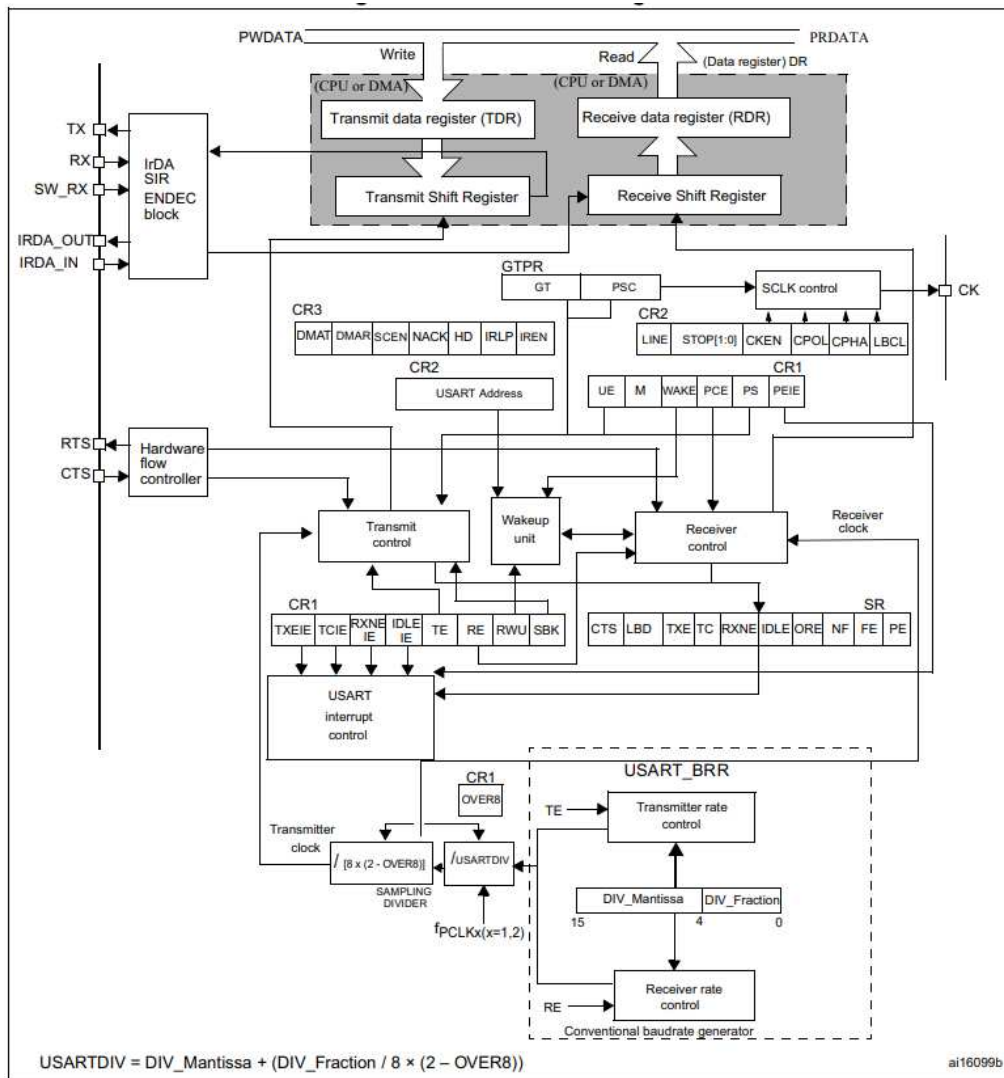 PWDATA
PRDATA
Write
Read
(Data register) DR
(CPU or DMA)
(CPU or DMA)
Transmit data register (TDR)
Receive data register (RDR)
TX
RX
SW_RX
IRDA_OUT
IRDA_IN
IrDA
SIR
ENDEC
block
Transmit Shift Register
Receive Shift Register
GTPR
GT
PSC
SCLK control
CK
CR3
DMAT DMAR SCEN NACK HD IRLP IREN
CR2
LINE STOP[1:0] CKEN CPOL CPHA LBCL
CR2
USART Address
CR1
UE M WAKE PCE PS PEIE
RTS
CTS
Hardware
flow
controller
Transmit
control
Wakeup
unit
Receiver
control
Receiver
clock
CR1
TXEIE TCIE RXNE IE IDLE IE TE RE RWU SBK
SR
CTS LBD TXE TC RXNE IDLE ORE NF FE PE
USART
interrupt
control
USART_BRR
CR1
OVER8
TE
Transmitter rate
control
Transmitter
clock
/ [8 x (2 - OVER8)]
/USARTDIV
SAMPLING
DIVIDER
fPCLKx(x=1,2)
DIV_Mantissa DIV_Fraction
15 4 0
RE
Receiver rate
control
Conventional baudrate generator
USARTDIV = DIV_Mantissa + (DIV_Fraction / 8 × (2 – OVER8))
ai16099b